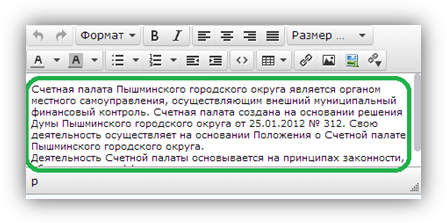 Формат B I Размер ...
A A
Счетная палата Пышминского городского округа является органом
местного самоуправления, осуществляющим внешний муниципальный
финансовый контроль. Счетная палата создана на основании решения
Думы Пышминского городского округа от 25.01.2012 № 312. Свою
деятельность осуществляет на основании Положения о Счетной палате
Пышминского городского округа.
Деятельность Счетной палаты основывается на принципах законности,
p